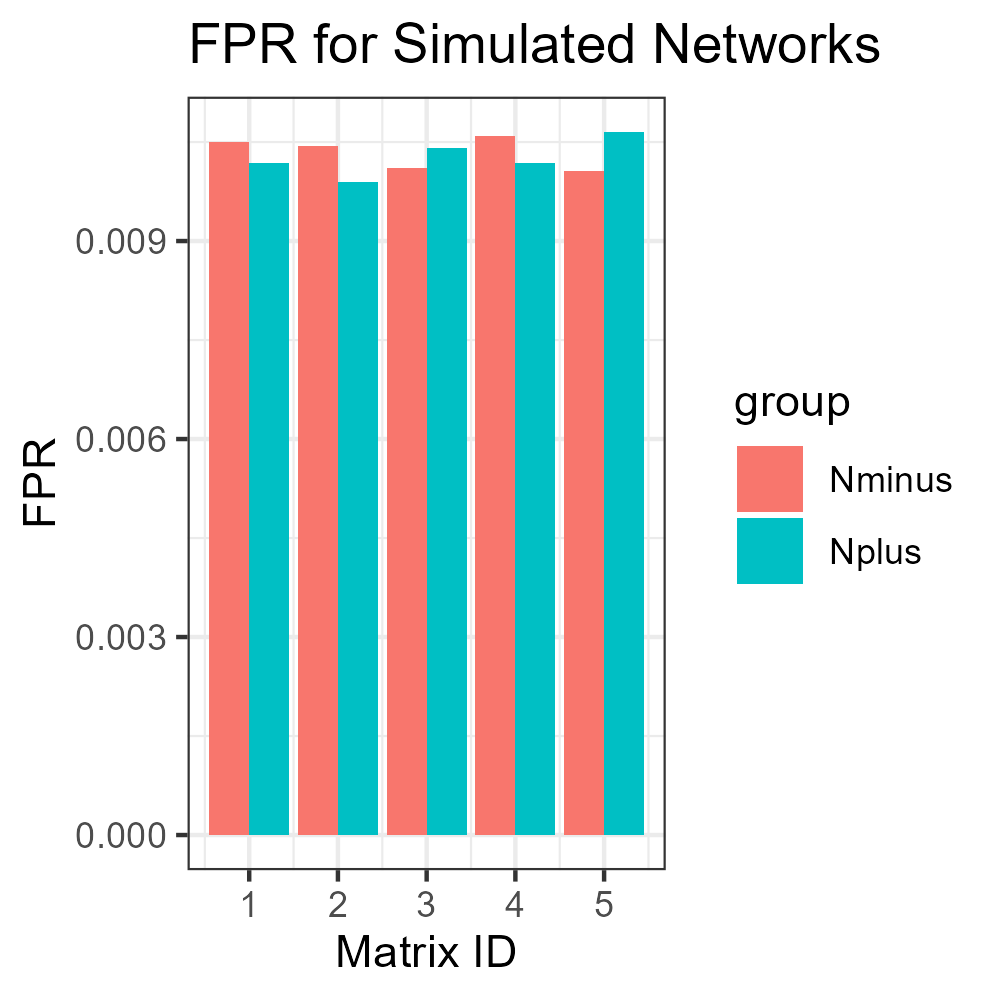 FPR for Simulated Networks
FPR
0.009
0.006
0.003
0.000
1 2 3 4 5
Matrix ID
group
Nminus
Nplus